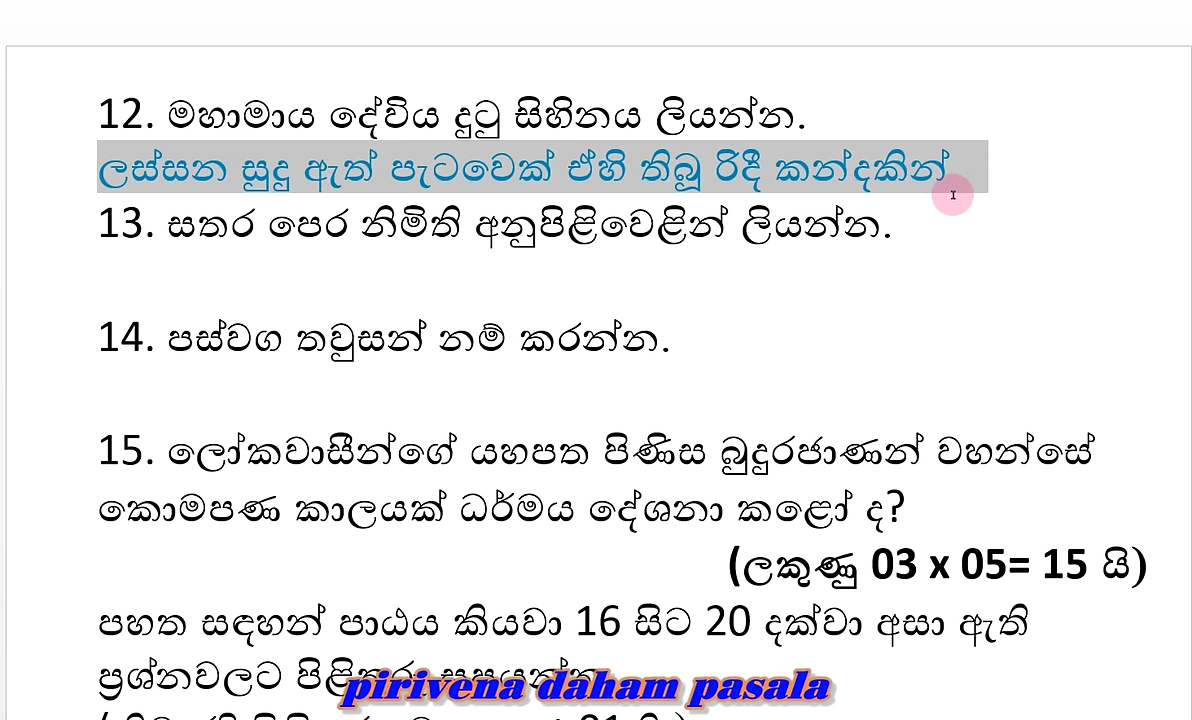 12. මහාමාය දේවිය දුටු සිහිනය ලියන්න.
ලස්සන සුදු ඇත් පැටවෙක් ඒහි තිබූ රිදී කන්දකින්
13. සතර පෙර නිමිති අනුපිළිවෙළින් ලියන්න.
14. පස්වග තවුසන් නම් කරන්න.
15. ලෝකවාසීන්ගේ යහපත පිණිස බුදුරජාණන් වහන්සේ
කොමපණ කාලයක් ධර්මය දේශනා කළෝ ද?
(ලකුණු 03 x 05= 15 යි)
පහත සඳහන් පාඨය කියවා 16 සිට 20 දක්වා අසා ඇති
ප්‍රශ්නවලට
pirivena daham pasala